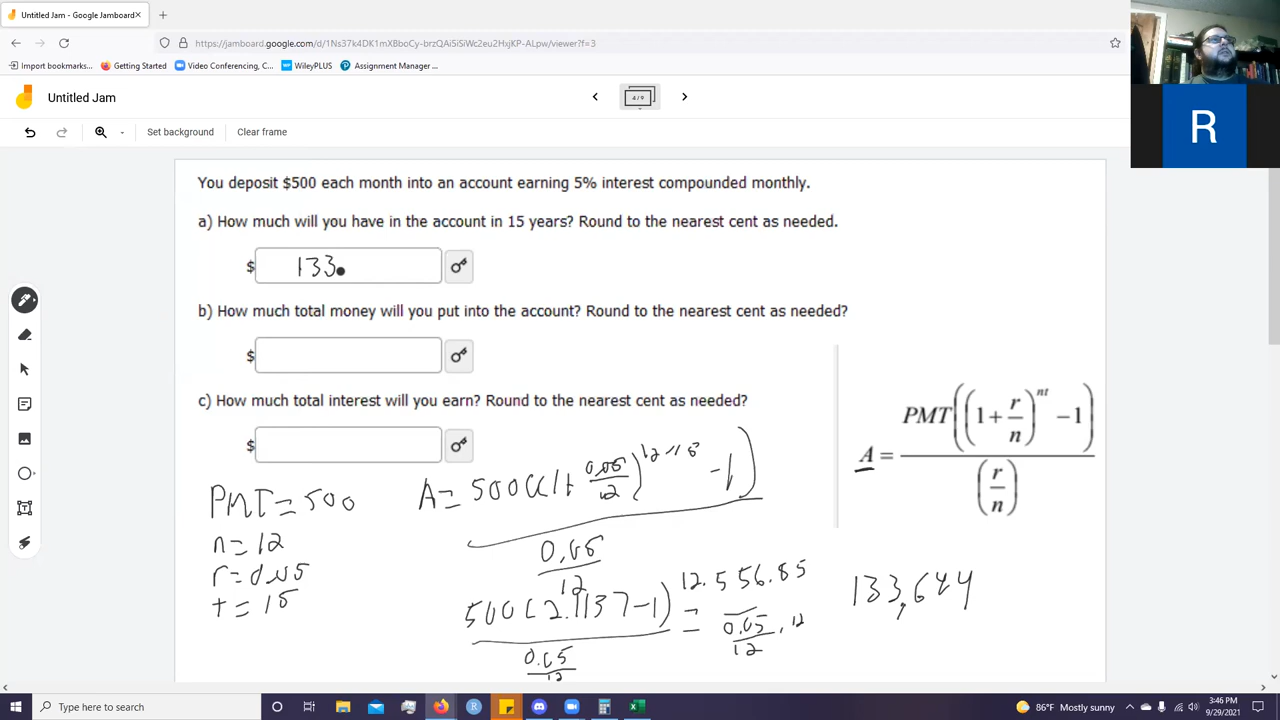 Untitled Jam - Google Jamboard
https://jamboard.google.com/d/1Ns37k4DK1mXBboCy-brzQAi5iSiWc2eu2HxjKP-ALpw/viewer?f=3
Import bookmarks...
Getting Started
Video Conferencing, C...
WileyPLUS
Assignment Manager ...
Untitled Jam
4 / 9
Set background
Clear frame
R
You deposit $500 each month into an account earning 5% interest compounded monthly.
a) How much will you have in the account in 15 years? Round to the nearest cent as needed.
$ 133
b) How much total money will you put into the account? Round to the nearest cent as needed?
$
c) How much total interest will you earn? Round to the nearest cent as needed?
$
A = PMT((1 + r/n)^nt − 1) / (r/n)
PMT = 500
n = 12
r = 0.05
t = 15
A = 500((1 + 0.05/12)^12*15 - 1)
0.05/12
500(2.1137 - 1) =
0.05/12
12.556.85
0.05/12 . 12
133,644
Type here to search
86°F Mostly sunny
3:46 PM
9/29/2021